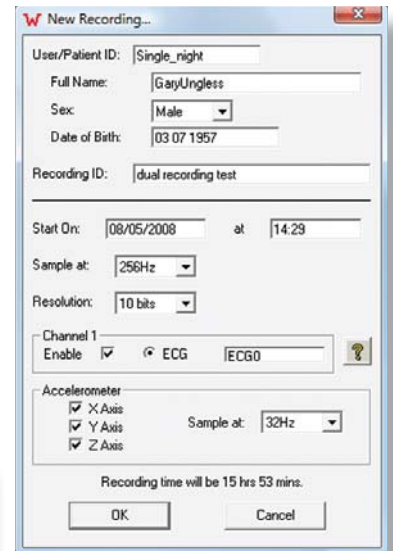 New Recording...
User/Patient ID: Single_night
Full Name: GaryUngless
Sex: Male
Date of Birth: 03 07 1957
Recording ID: dual recording test
Start On: 08/05/2008 at 14:29
Sample at: 256Hz
Resolution: 10 bits
Channel 1
Enable ECG ECG0
Accelerometer
X Axis
Y Axis Sample at: 32Hz
Z Axis
Recording time will be 15 hrs 53 mins.
OK Cancel